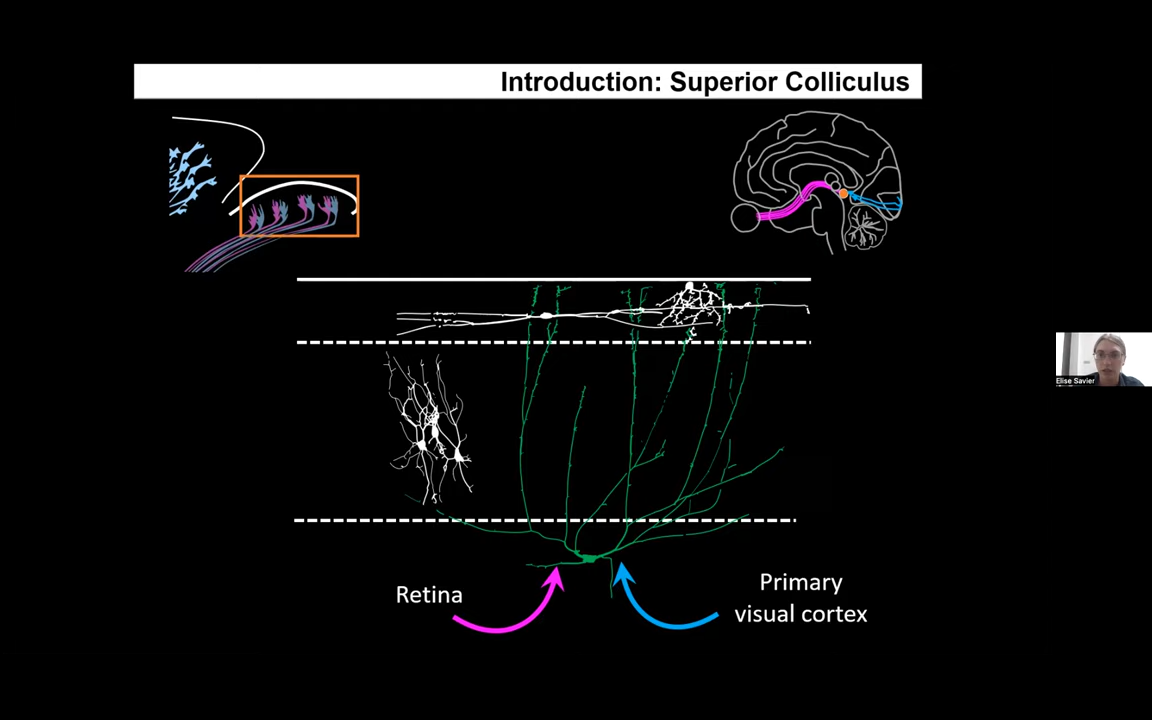 Introduction: Superior Colliculus
Elise Savier
Retina
Primary
visual cortex